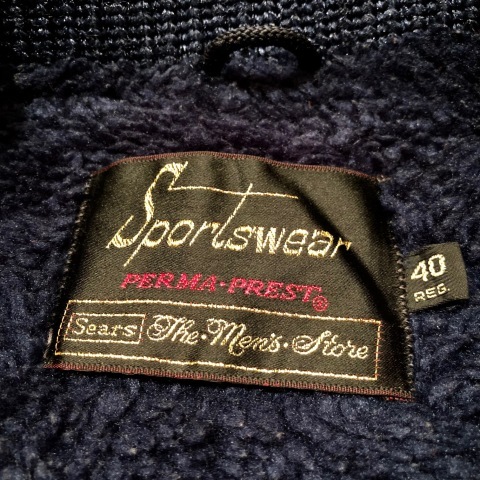 Sportswear
PERMA·PREST®
Sears The·Men's·Store
40
REG.